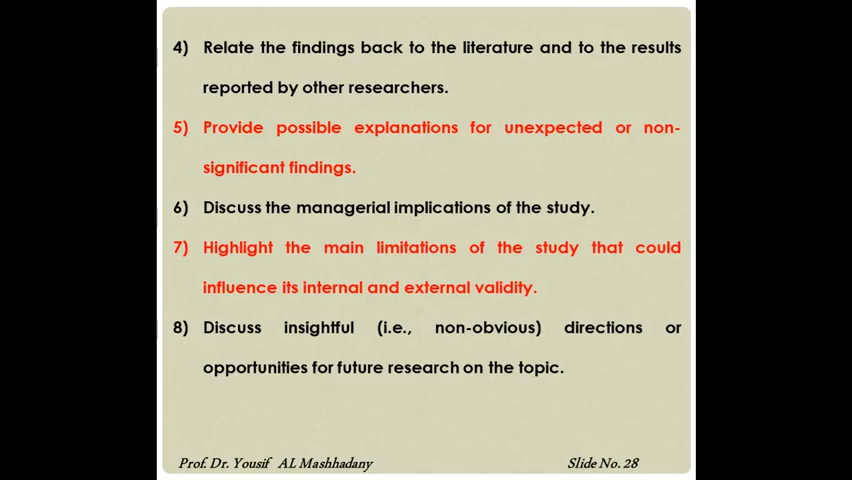 4) Relate the findings back to the literature and to the results
reported by other researchers.
5) Provide possible explanations for unexpected or non-
significant findings.
6) Discuss the managerial implications of the study.
7) Highlight the main limitations of the study that could
influence its internal and external validity.
8) Discuss insightful (i.e., non-obvious) directions or
opportunities for future research on the topic.
Prof. Dr. Yousif AL Mashhadany Slide No. 28